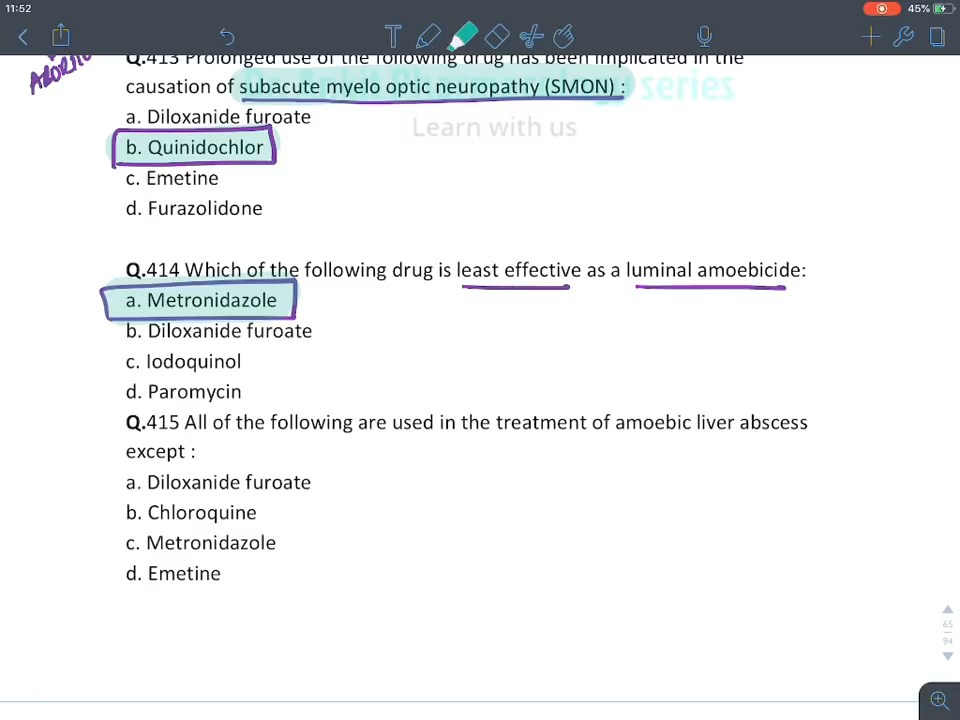 11:52
45%
T
ABORTIO
Q.413 Prolonged use of the following drug has been implicated in the
causation of subacute myelo optic neuropathy (SMON) :
series
Learn with us
a. Diloxanide furoate
b. Quinidochlor
c. Emetine
d. Furazolidone
Q.414 Which of the following drug is least effective as a luminal amoebicide:
a. Metronidazole
b. Diloxanide furoate
c. Iodoquinol
d. Paromycin
Q.415 All of the following are used in the treatment of amoebic liver abscess
except :
a. Diloxanide furoate
b. Chloroquine
c. Metronidazole
d. Emetine
65
94